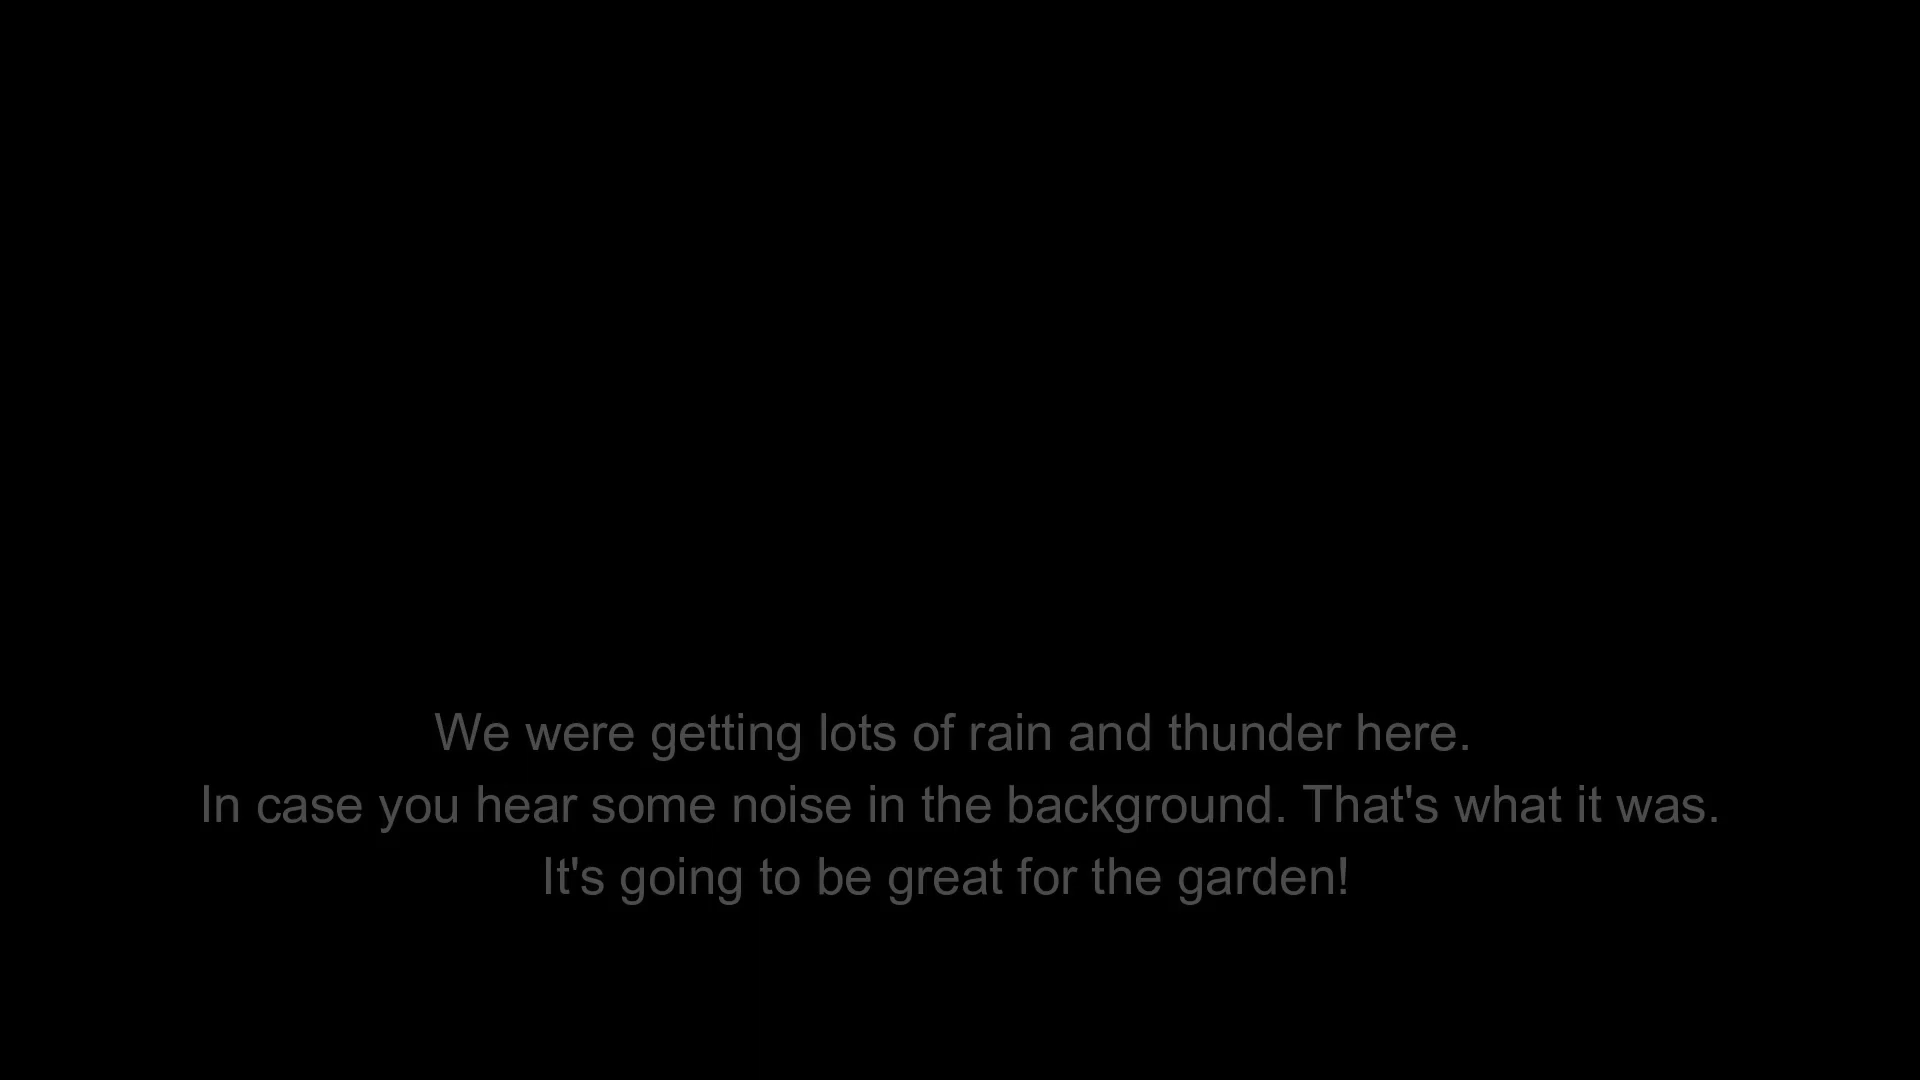 We were getting lots of rain and thunder here.
In case you hear some noise in the background. That's what it was.
It's going to be great for the garden!